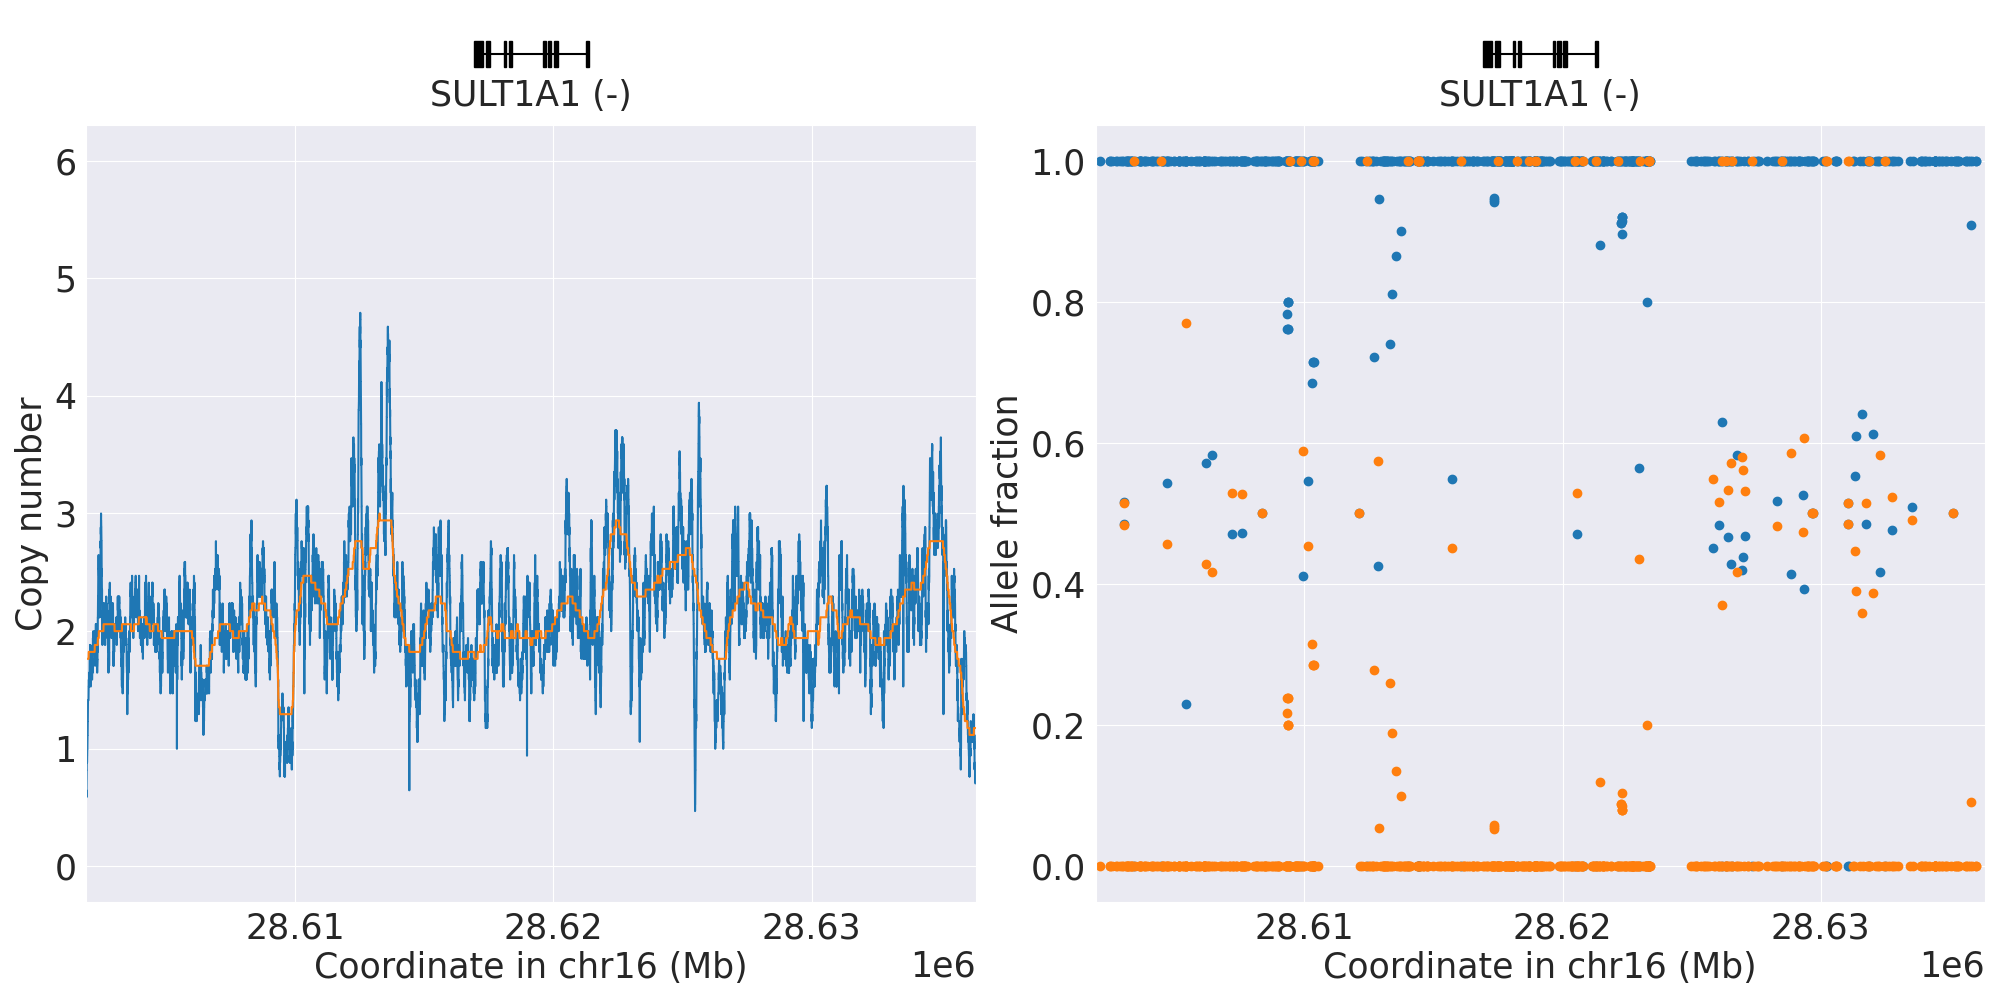 SULT1A1 (-)
Copy number
6
5
4
3
2
1
0
28.61
28.62
28.63
Coordinate in chr16 (Mb)
1e6
SULT1A1 (-)
Allele fraction
1.0
0.8
0.6
0.4
0.2
0.0
28.61
28.62
28.63
Coordinate in chr16 (Mb)
1e6